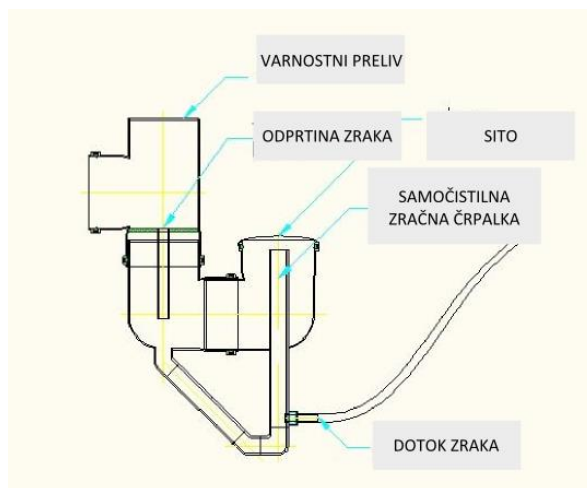 VARNOSTNI PRELIV
ODPRTINA ZRAKA
SITO
SAMOČISTILNA
ZRAČNA ČRPALKA
DOTOK ZRAKA